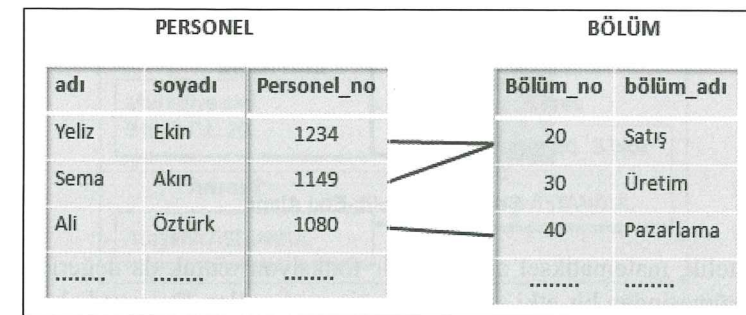 PERSONEL BÖLÜM
adı soyadı Personel_no Bölüm_no bölüm_adı
Yeliz Ekin 1234 20 Satış
Sema Akın 1149 30 Üretim
Ali Öztürk 1080 40 Pazarlama
........ ........ ........ ........ ........